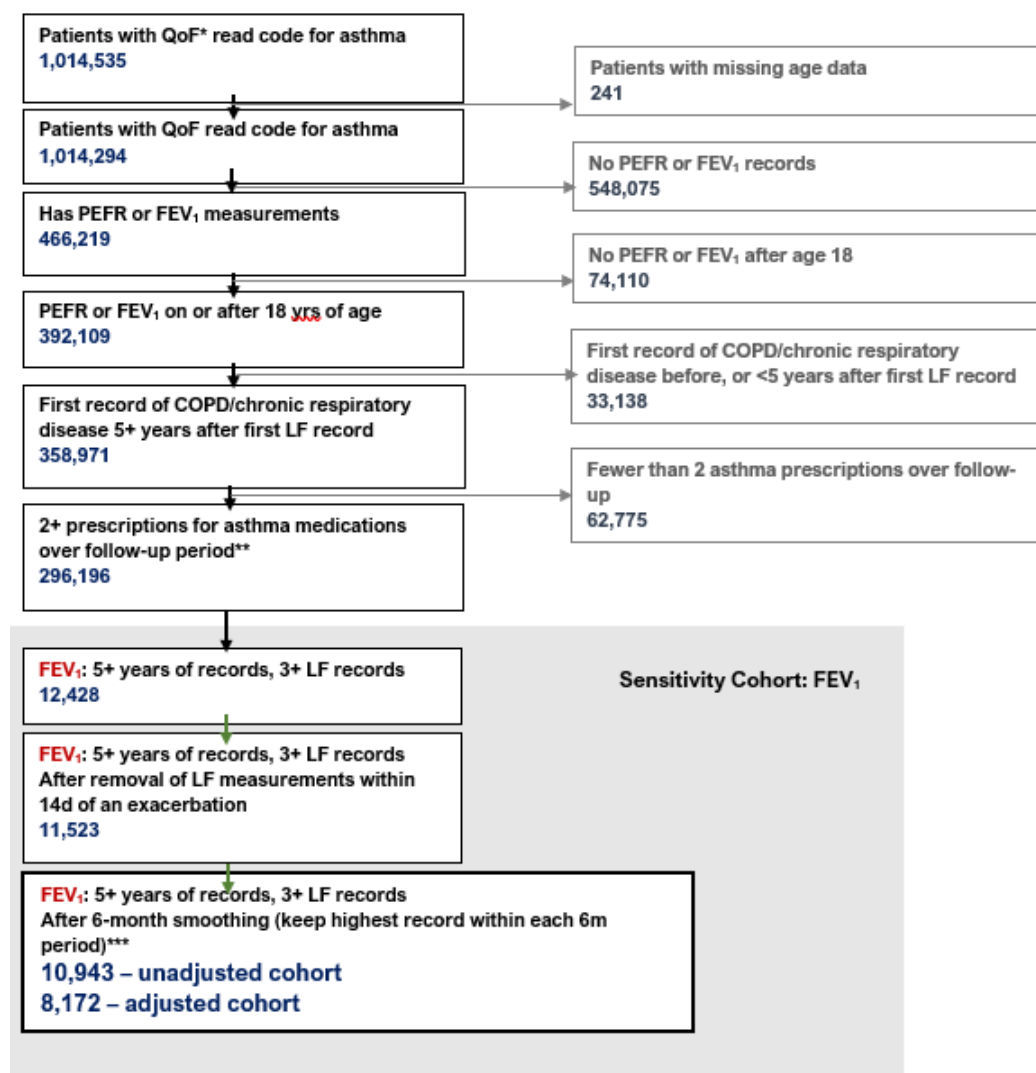 Patients with QoF* read code for asthma
1,014,535
Patients with missing age data
241
Patients with QoF read code for asthma
1,014,294
No PEFR or FEV₁ records
548,075
Has PEFR or FEV₁ measurements
466,219
No PEFR or FEV₁ after age 18
74,110
PEFR or FEV₁ on or after 18 yrs of age
392,109
First record of COPD/chronic respiratory
disease before, or <5 years after first LF record
33,138
First record of COPD/chronic respiratory
disease 5+ years after first LF record
358,971
Fewer than 2 asthma prescriptions over follow-
up
62,775
2+ prescriptions for asthma medications
over follow-up period**
296,196
FEV₁: 5+ years of records, 3+ LF records
12,428
Sensitivity Cohort: FEV₁
FEV₁: 5+ years of records, 3+ LF records
After removal of LF measurements within
14d of an exacerbation
11,523
FEV₁: 5+ years of records, 3+ LF records
After 6-month smoothing (keep highest record within each 6m
period)***
10,943 – unadjusted cohort
8,172 – adjusted cohort